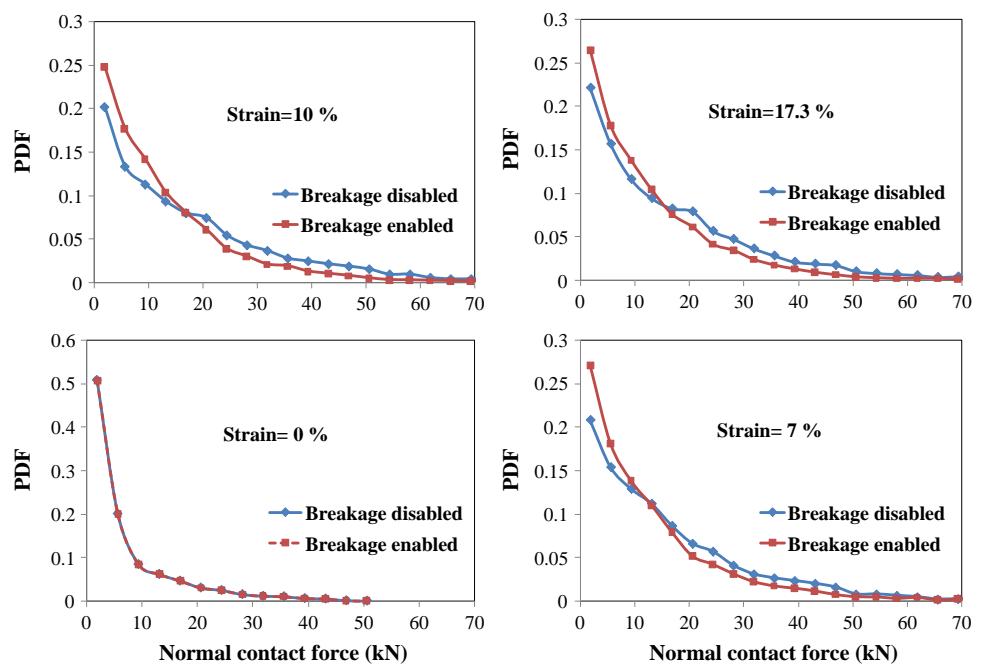 0.3
0.25
0.2
0.15
0.1
0.05
0
PDF
Strain=10 %
Breakage disabled
Breakage enabled
0 10 20 30 40 50 60 70
0.3
0.25
0.2
0.15
0.1
0.05
0
PDF
Strain=17.3 %
Breakage disabled
Breakage enabled
0 10 20 30 40 50 60 70
0.6
0.5
0.4
0.3
0.2
0.1
0
PDF
Strain= 0 %
Breakage disabled
Breakage enabled
0 10 20 30 40 50 60 70
Normal contact force (kN)
0.3
0.25
0.2
0.15
0.1
0.05
0
PDF
Strain= 7 %
Breakage disabled
Breakage enabled
0 10 20 30 40 50 60 70
Normal contact force (kN)